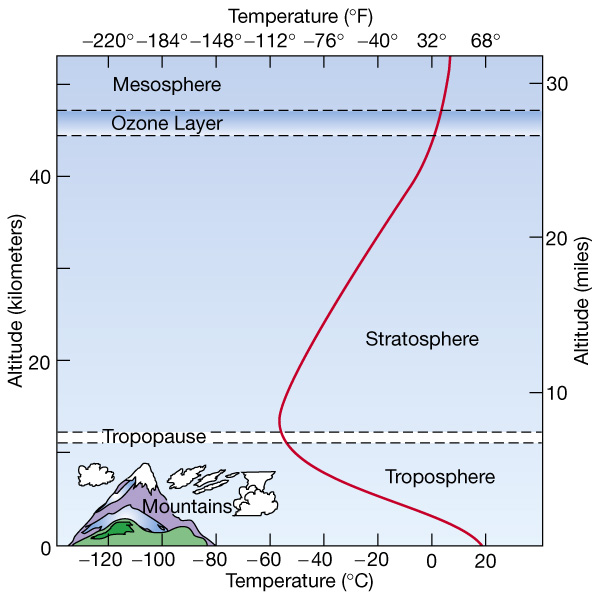 Temperature (°F)
−220° −184° −148° −112° −76° −40° 32° 68°
Mesosphere
30
Ozone Layer
40
20
Altitude (kilometers)
Altitude (miles)
Stratosphere
20
10
Tropopause
Troposphere
Mountains
0
−120 −100 −80 −60 −40 −20 0 20
Temperature (°C)